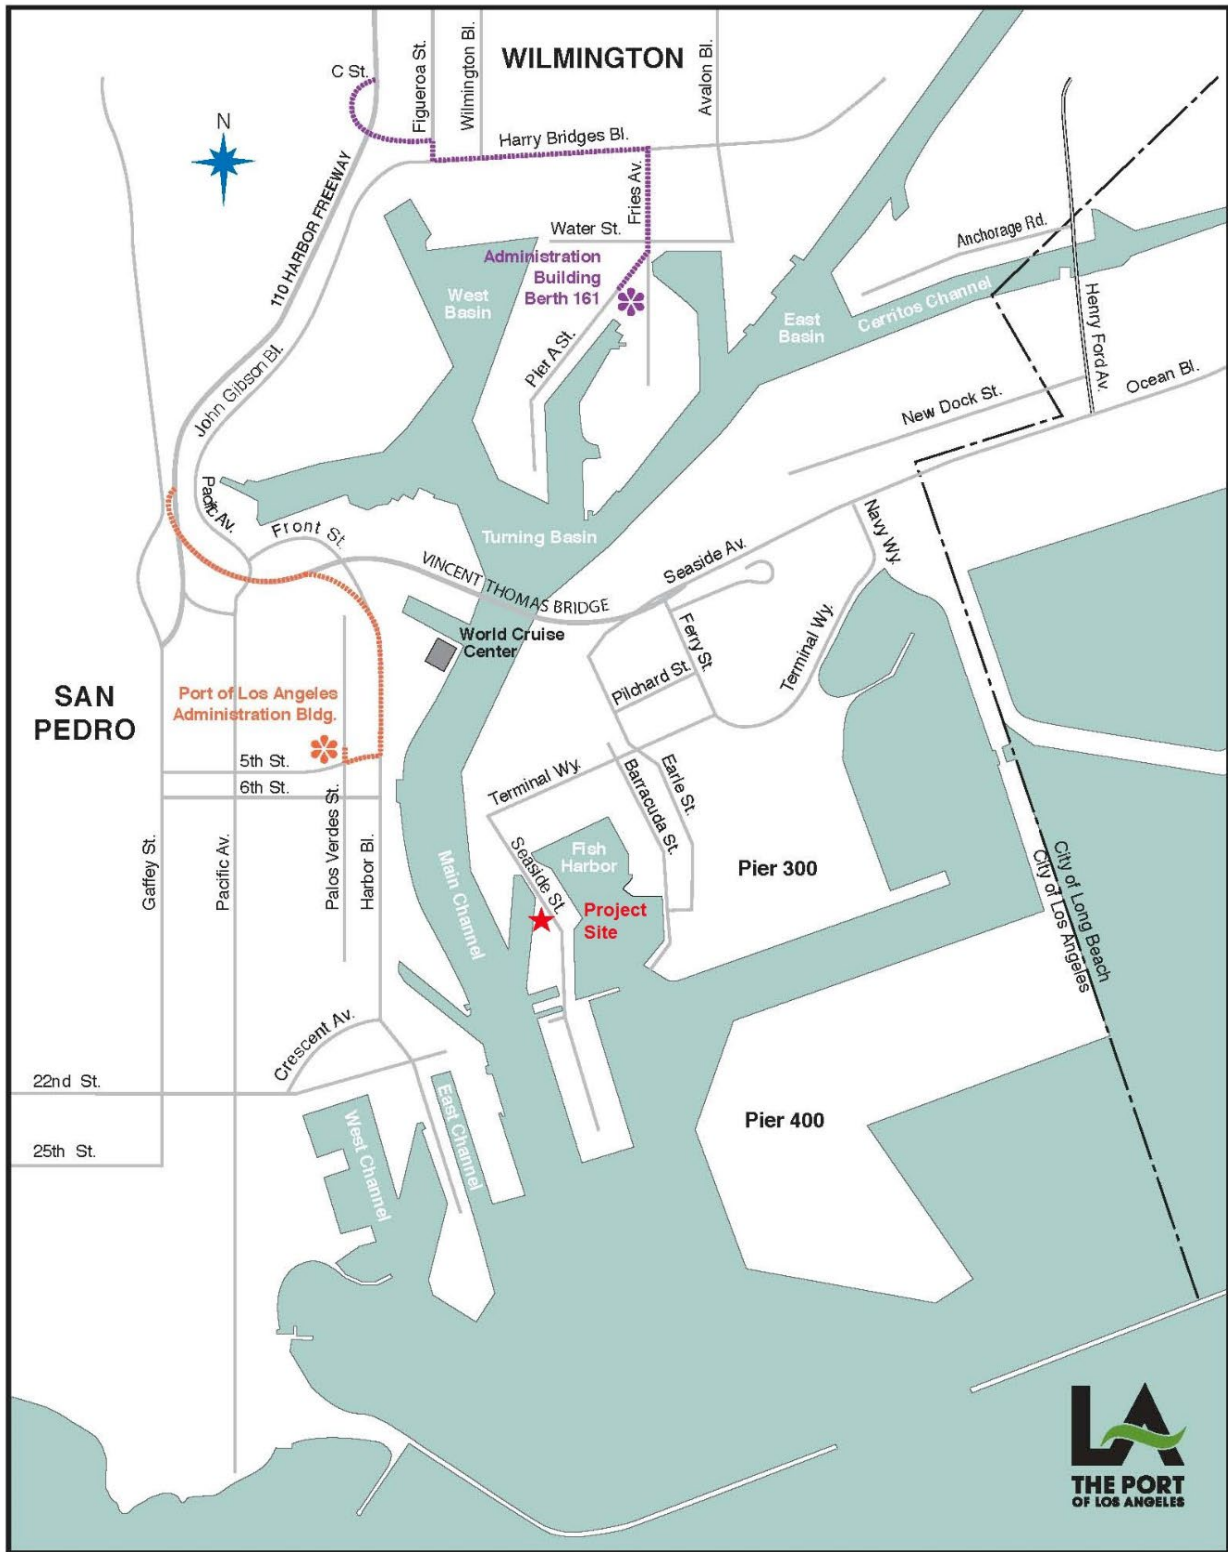 WILMINGTON
C St.
Figueroa St.
Wilmington Bl.
Avalon Bl.
N
Harry Bridges Bl.
110 HARBOR FREEWAY
Fries Av.
Water St.
Anchorage Rd.
Administration
Building
Berth 161
West
Basin
East
Basin
Cerritos Channel
Henry Ford Av.
Pier A St.
John Gibson Bl.
New Dock St.
Ocean Bl.
Pacific Av.
Front St.
Turning Basin
Navy Wy.
VINCENT THOMAS BRIDGE
Seaside Av.
World Cruise
Center
Ferry St.
Pilchard St.
Terminal Wy.
SAN
PEDRO
Port of Los Angeles
Administration Bldg.
5th St.
6th St.
Terminal Wy.
Barracuda St.
Earle St.
Gaffey St.
Pacific Av.
Palos Verdes St.
Harbor Bl.
Main Channel
Seaside St.
Fish
Harbor
Pier 300
Project
Site
City of Long Beach
City of Los Angeles
Crescent Av.
22nd St.
25th St.
West Channel
East Channel
Pier 400
LA
THE PORT
OF LOS ANGELES